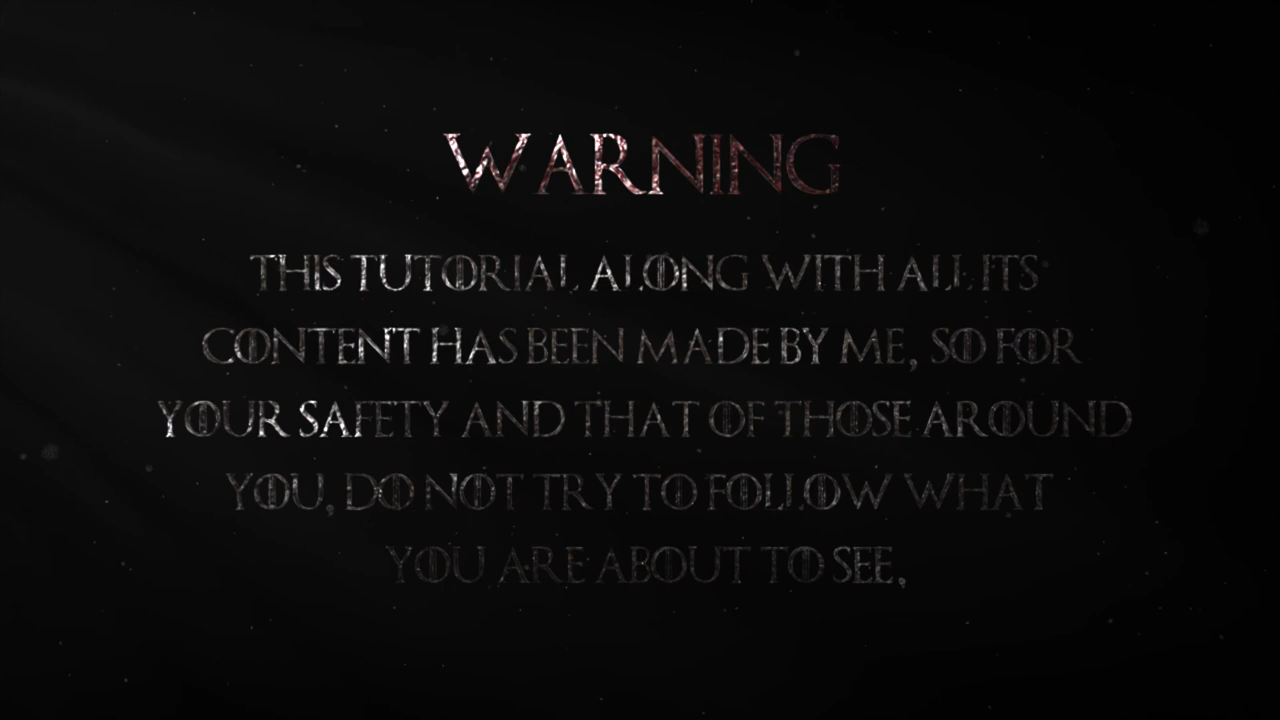 WARNING
THIS TUTORIAL ALONG WITH ALL ITS
CONTENT HAS BEEN MADE BY ME, SO FOR
YOUR SAFETY AND THAT OF THOSE AROUND
YOU, DO NOT TRY TO FOLLOW WHAT
YOU ARE ABOUT TO SEE.